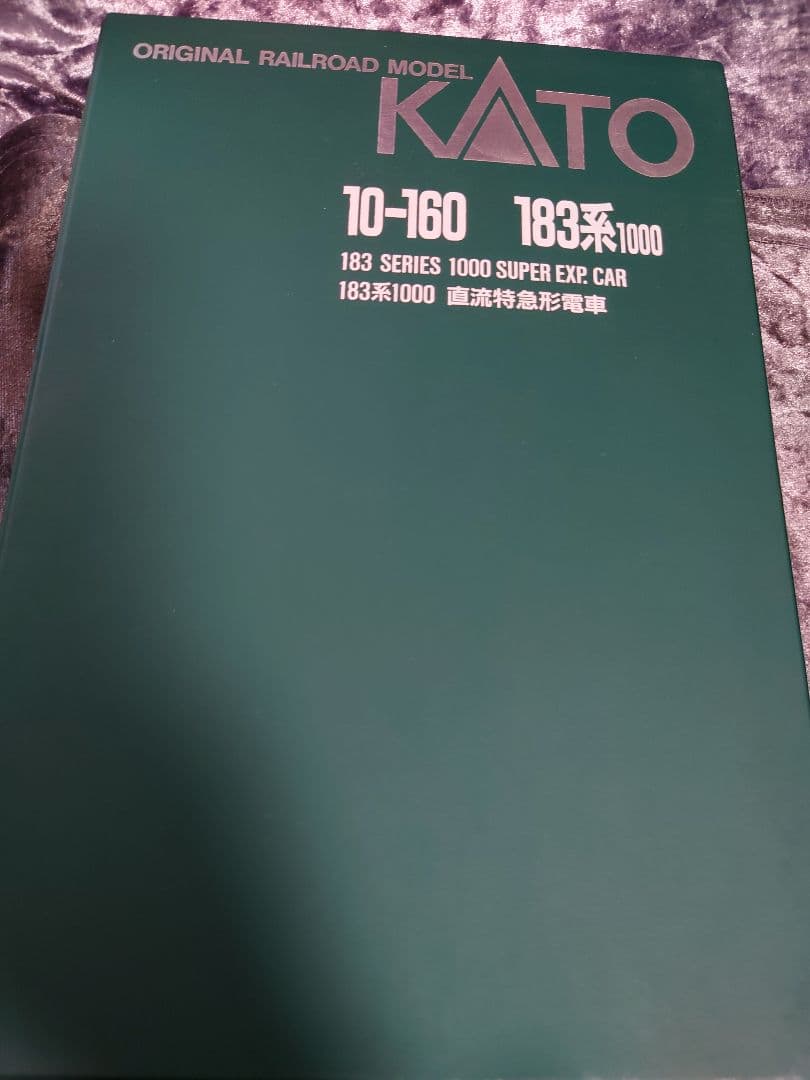 ORIGINAL RAILROAD MODEL
KATO
10-160 183系1000
183 SERIES 1000 SUPER EXP. CAR
183系1000 直流特急形電車